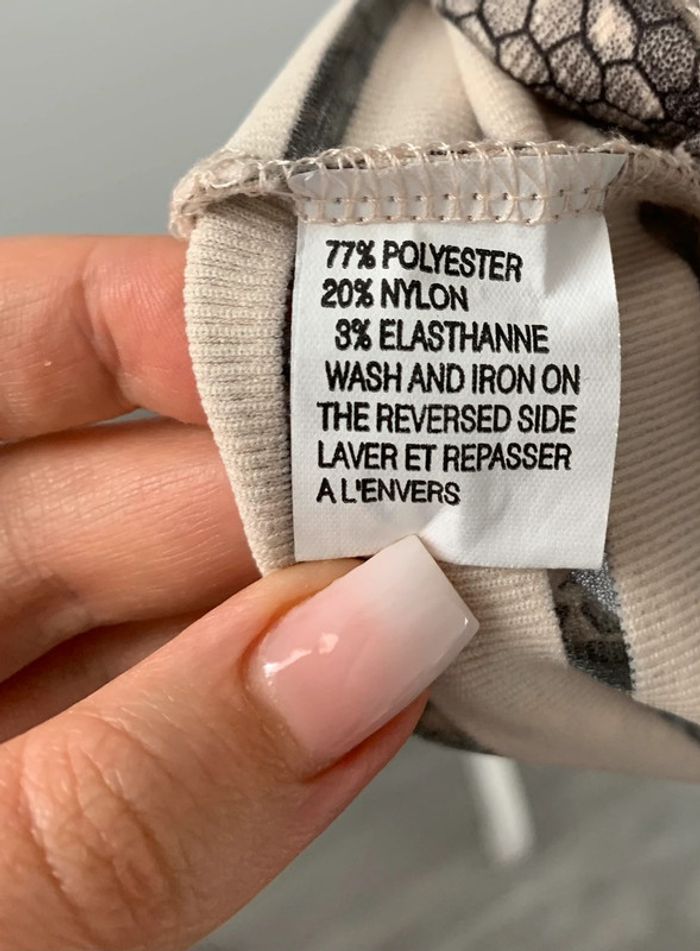 77% POLYESTER
20% NYLON
3% ELASTHANNE
WASH AND IRON ON
THE REVERSED SIDE
LAVER ET REPASSER
A L'ENVERS